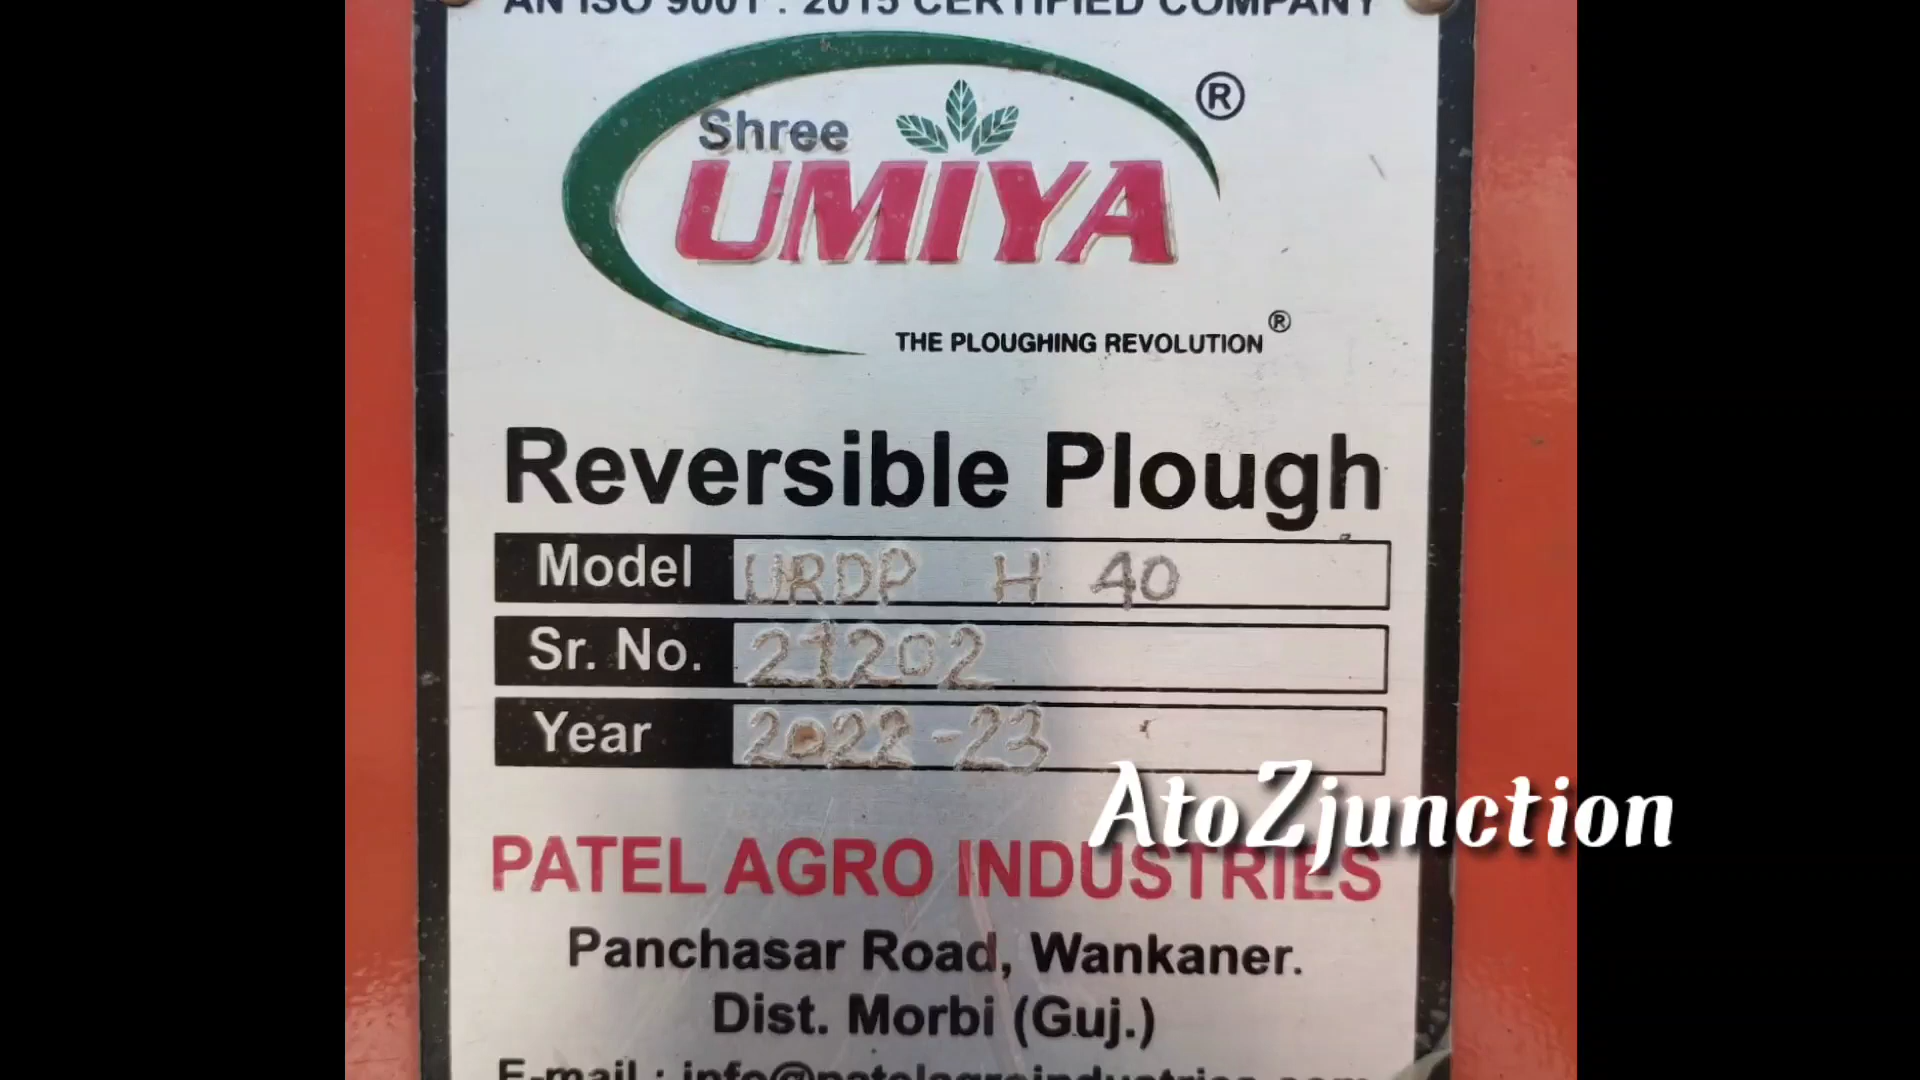 AN ISO 9001 : 2015 CERTIFIED COMPANY
Shree ®
UMIYA
THE PLOUGHING REVOLUTION ®
Reversible Plough
Model URDP H 40
Sr. No. 21202
Year 2022-23
AtoZjunction
PATEL AGRO INDUSTRIES
Panchasar Road, Wankaner.
Dist. Morbi (Guj.)
E-mail : info@patelagroindustries.com